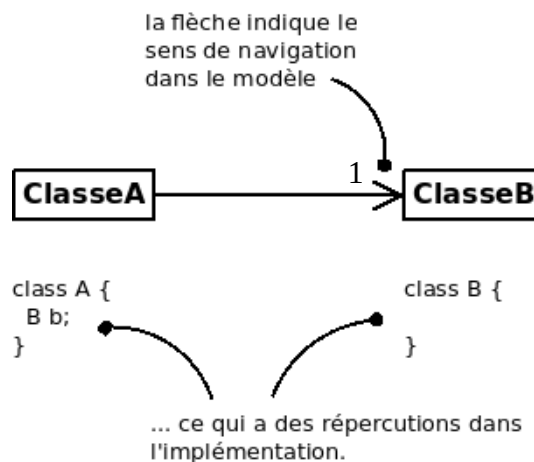 la flèche indique le
sens de navigation
dans le modèle
1
ClasseA
ClasseB
class A {
B b;
}
class B {
}
... ce qui a des répercutions dans
l'implémentation.